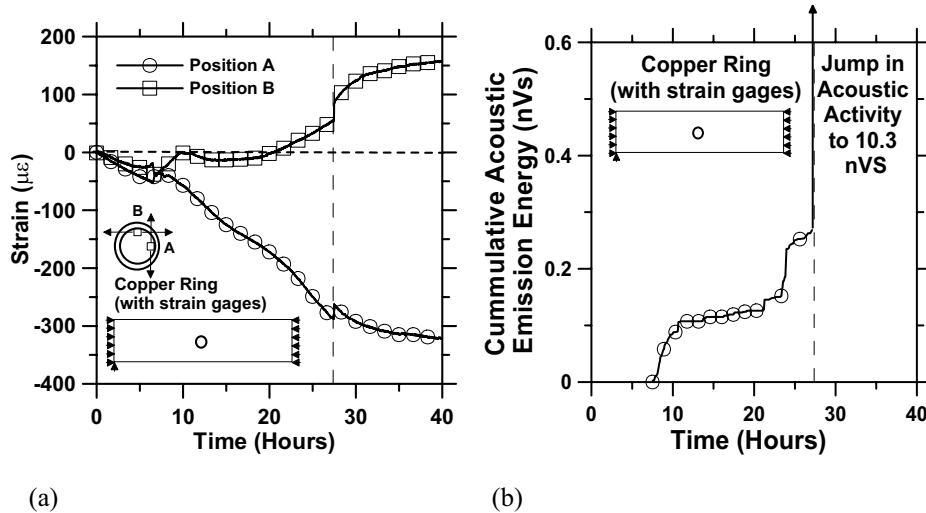 200
100
0
-100
-200
-300
-400
Strain (με)
Position A
Position B
B
A
Copper Ring
(with strain gages)
0 10 20 30 40
Time (Hours)
(a)
0.6
0.4
0.2
0
Cummulative Acoustic
Emission Energy (nVs)
Copper Ring
(with strain gages)
Jump in
Acoustic
Activity
to 10.3
nVS
0 10 20 30 40
Time (Hours)
(b)